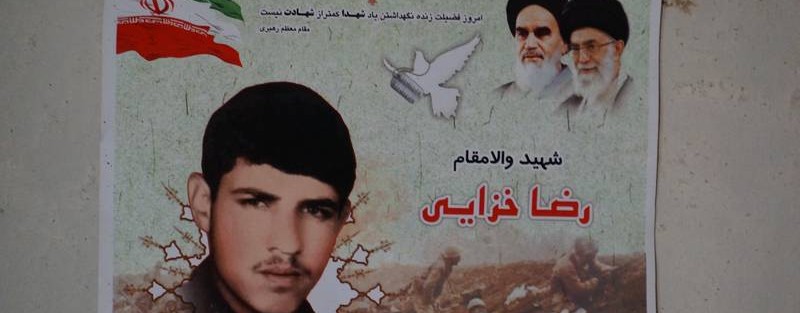 امروز فضیلت زنده نگهداشتن یاد شهدا کمتر از شهادت نیست
مقام معظم رهبری
شهید والامقام
رضا خزایی